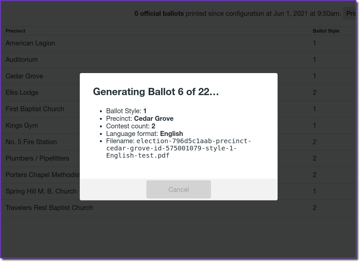 6 official ballots printed since configuration at Jun 1, 2021 at 9:50am.
Precinct Ballot Style
American Legion 1
Auditorium 1
Cedar Grove 1
Elks Lodge 2
First Baptist Church 1
Kings Gym 1
No. 5 Fire Station 2
Plumbers / Pipefitters 2
Porters Chapel Methodist 2
Spring Hill M. B. Church 1
Travelers Rest Baptist Church 2
Generating Ballot 6 of 22…
• Ballot Style: 1
• Precinct: Cedar Grove
• Contest count: 2
• Language format: English
• Filename: election-796d5c1aab-precinct-
cedar-grove-id-575001079-style-1-
English-test.pdf
Cancel